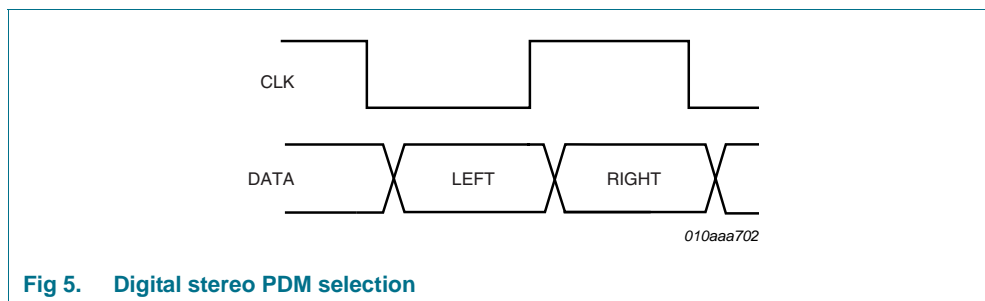 CLK
DATA
LEFT
RIGHT
010aaa702
Fig 5. Digital stereo PDM selection